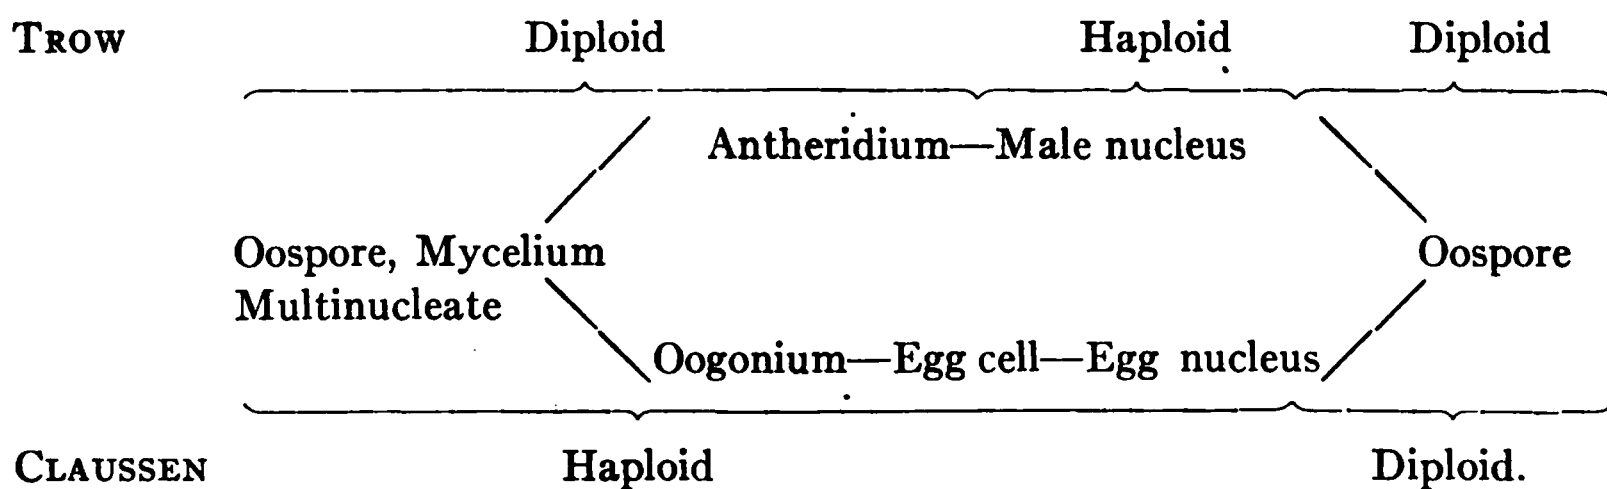 TROW Diploid Haploid Diploid
Antheridium—Male nucleus
Oospore, Mycelium Oospore
Multinucleate
Oogonium—Egg cell—Egg nucleus
CLAUSSEN Haploid Diploid.